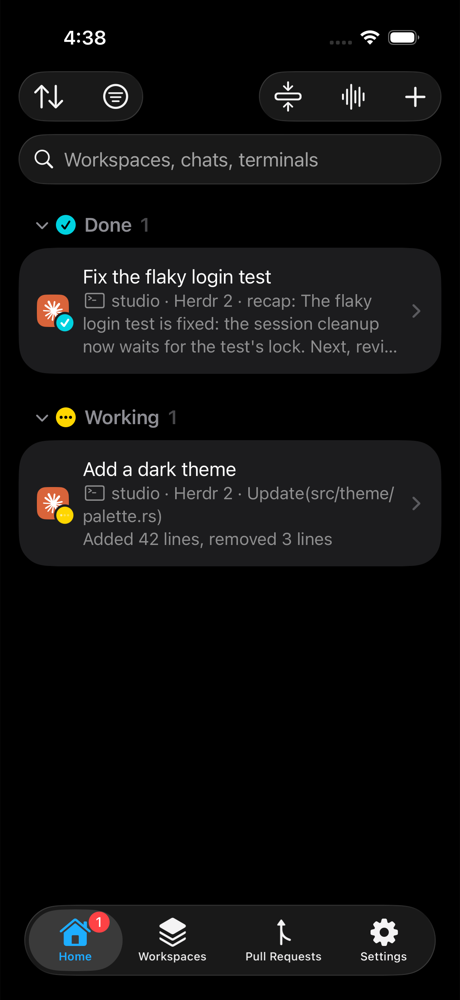 4:38
Workspaces, chats, terminals
Done 1
Fix the flaky login test
studio · Herdr 2 · recap: The flaky
login test is fixed: the session cleanup
now waits for the test's lock. Next, revi...
Working 1
Add a dark theme
studio · Herdr 2 · Update(src/theme/
palette.rs)
Added 42 lines, removed 3 lines
1
Home
Workspaces
Pull Requests
Settings